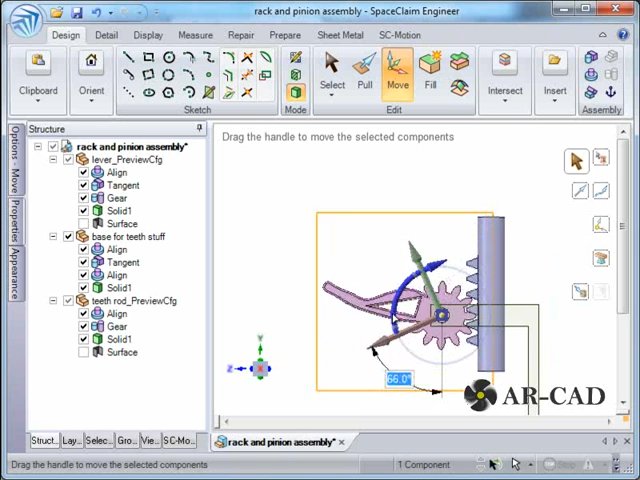 rack and pinion assembly* - SpaceClaim Engineer
Design Detail Display Measure Repair Prepare Sheet Metal SC-Motion
Clipboard Orient Select Pull Move Fill Intersect Insert
Sketch Edit Assembly
Structure
Options - Move
Properties
Appearance
rack and pinion assembly*
lever_PreviewCfg
Align
Tangent
Gear
Solid1
Surface
base for teeth stuff
Align
Tangent
Align
Solid1
teeth rod_PreviewCfg
Align
Gear
Solid1
Surface
Drag the handle to move the selected components
Y
Z
X
66.0°
AR-CAD
Struct... Lay... Selec... Gro... Vie... SC-Mo...
rack and pinion assembly*
Drag the handle to move the selected components 1 Component Stop